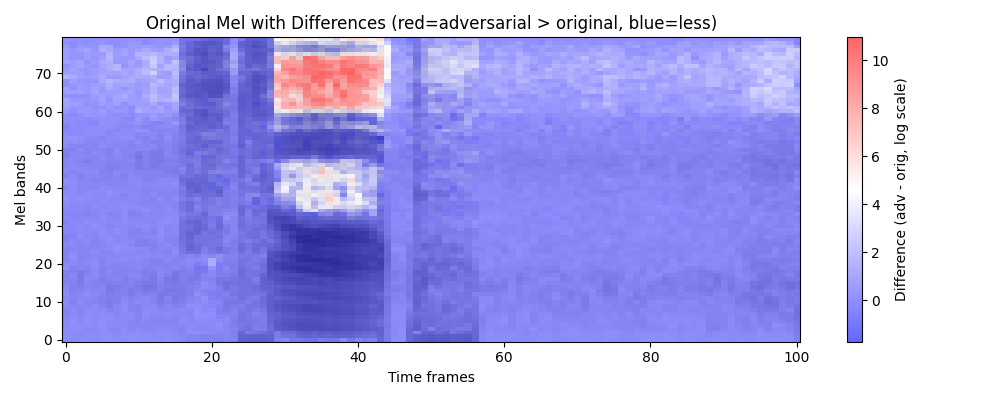 Original Mel with Differences (red=adversarial > original, blue=less)
Mel bands
70
60
50
40
30
20
10
0
0 20 40 60 80 100
Time frames
10
8
6
4
2
0
Difference (adv - orig, log scale)